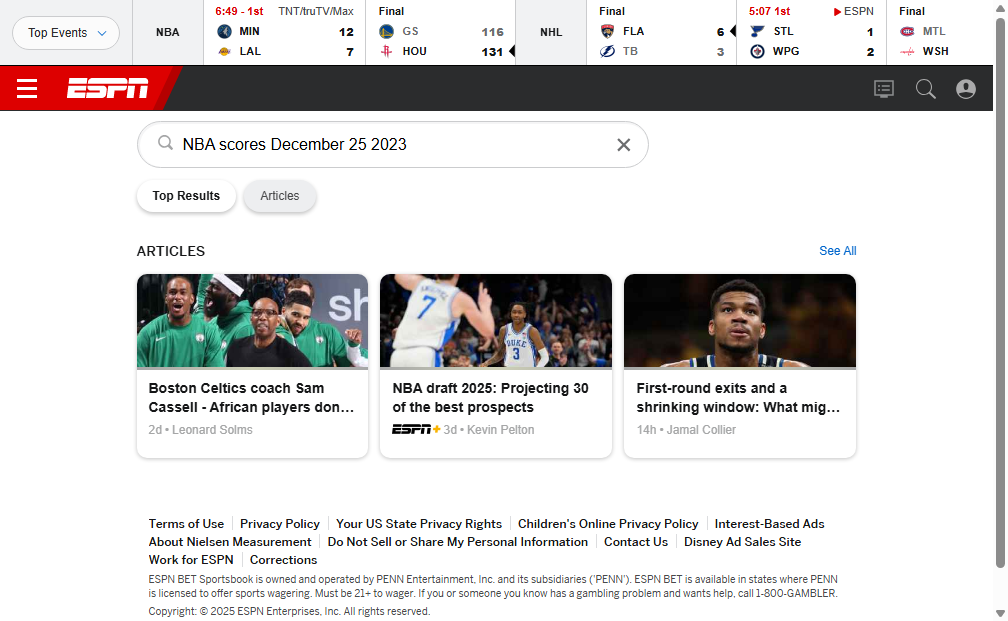 Top Events
NBA
6:49 - 1st TNT/truTV/Max
MIN 12
LAL 7
Final
GS 116
HOU 131
NHL
Final
FLA 6
TB 3
5:07 1st ESPN
STL 1
WPG 2
Final
MTL
WSH
ESPN
NBA scores December 25 2023
Top Results
Articles
ARTICLES
See All
sh
Boston Celtics coach Sam
Cassell - African players don…
2d • Leonard Solms
7
DUKE
3
NBA draft 2025: Projecting 30
of the best prospects
ESPN+ 3d • Kevin Pelton
First-round exits and a
shrinking window: What mig…
14h • Jamal Collier
Terms of Use Privacy Policy Your US State Privacy Rights Children's Online Privacy Policy Interest-Based Ads
About Nielsen Measurement Do Not Sell or Share My Personal Information Contact Us Disney Ad Sales Site
Work for ESPN Corrections
ESPN BET Sportsbook is owned and operated by PENN Entertainment, Inc. and its subsidiaries ('PENN'). ESPN BET is available in states where PENN
is licensed to offer sports wagering. Must be 21+ to wager. If you or someone you know has a gambling problem and wants help, call 1-800-GAMBLER.
Copyright: © 2025 ESPN Enterprises, Inc. All rights reserved.